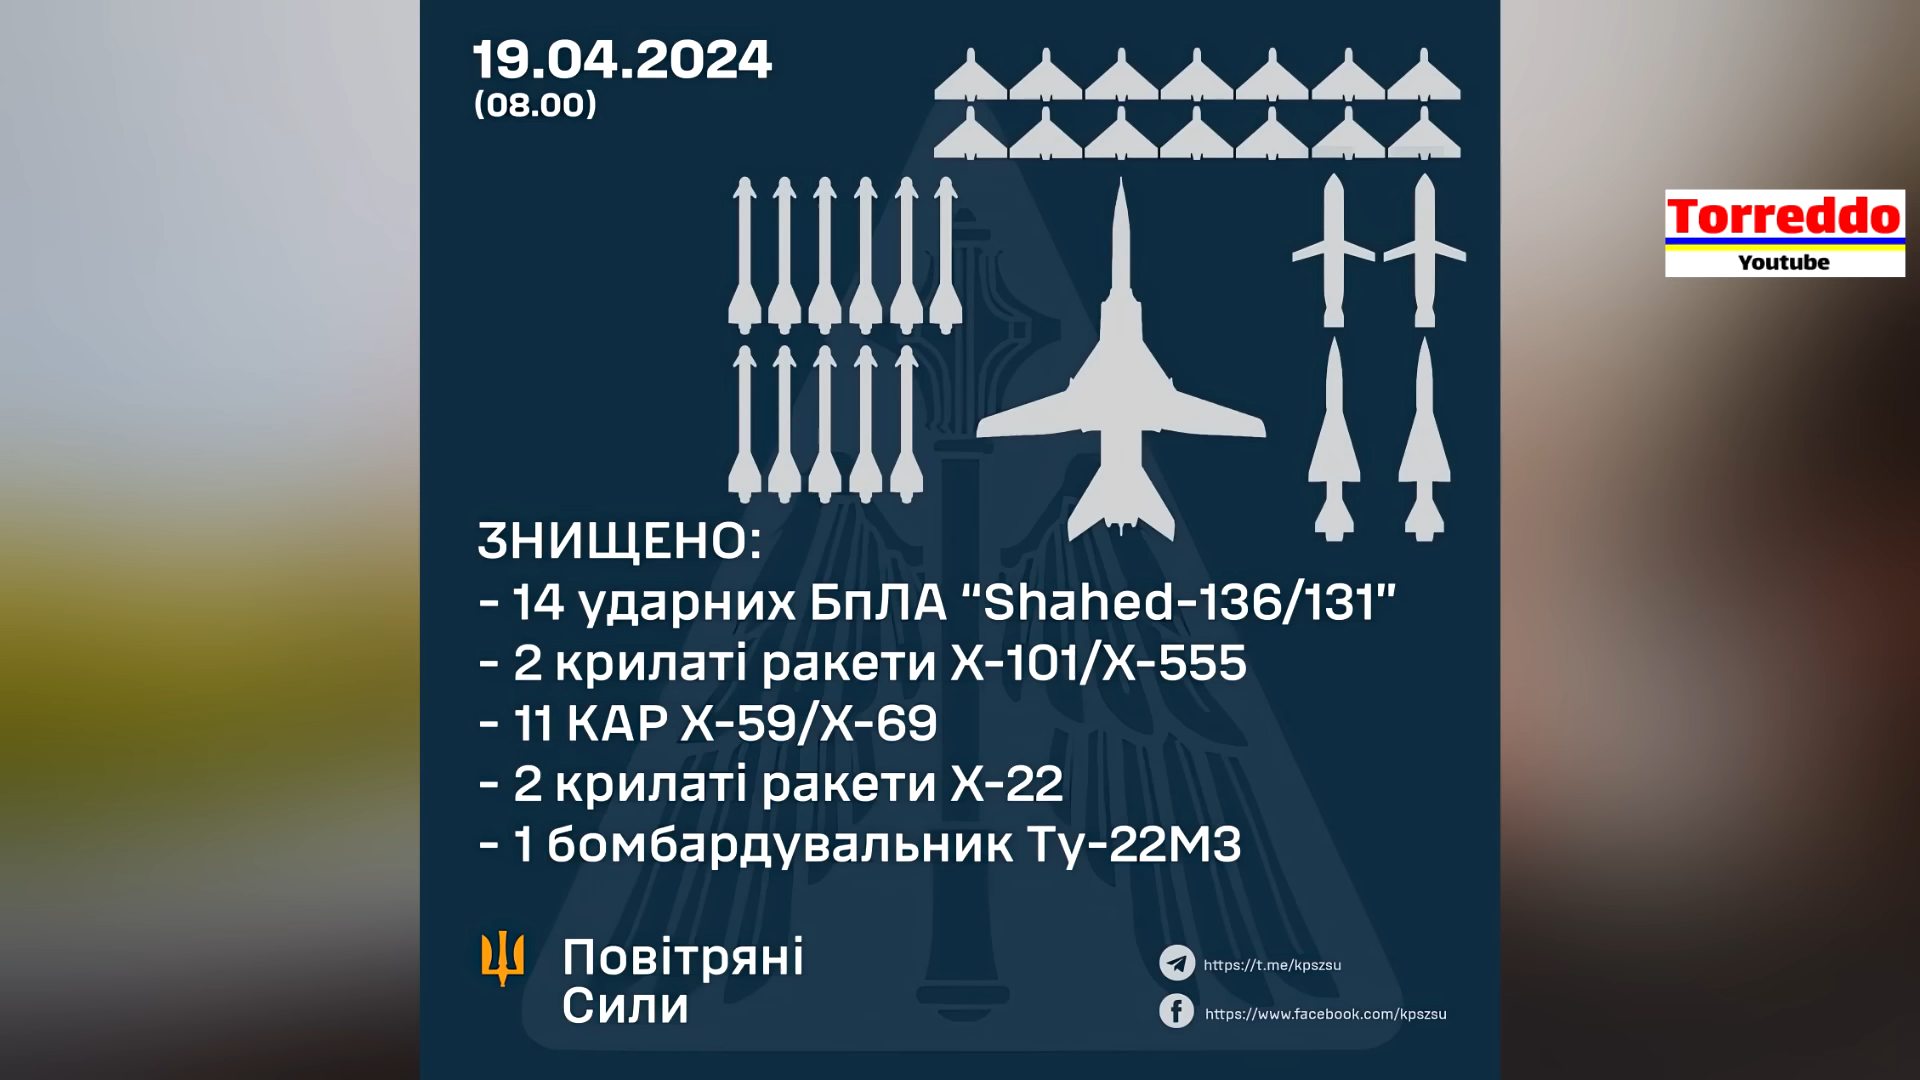 19.04.2024
(08.00)
Torreddo
Youtube
ЗНИЩЕНО:
- 14 ударних БпЛА “Shahed-136/131”
- 2 крилаті ракети Х-101/Х-555
- 11 КАР Х-59/Х-69
- 2 крилаті ракети Х-22
- 1 бомбардувальник Ту-22М3
Повітряні
Сили
https://t.me/kpszsu
https://www.facebook.com/kpszsu